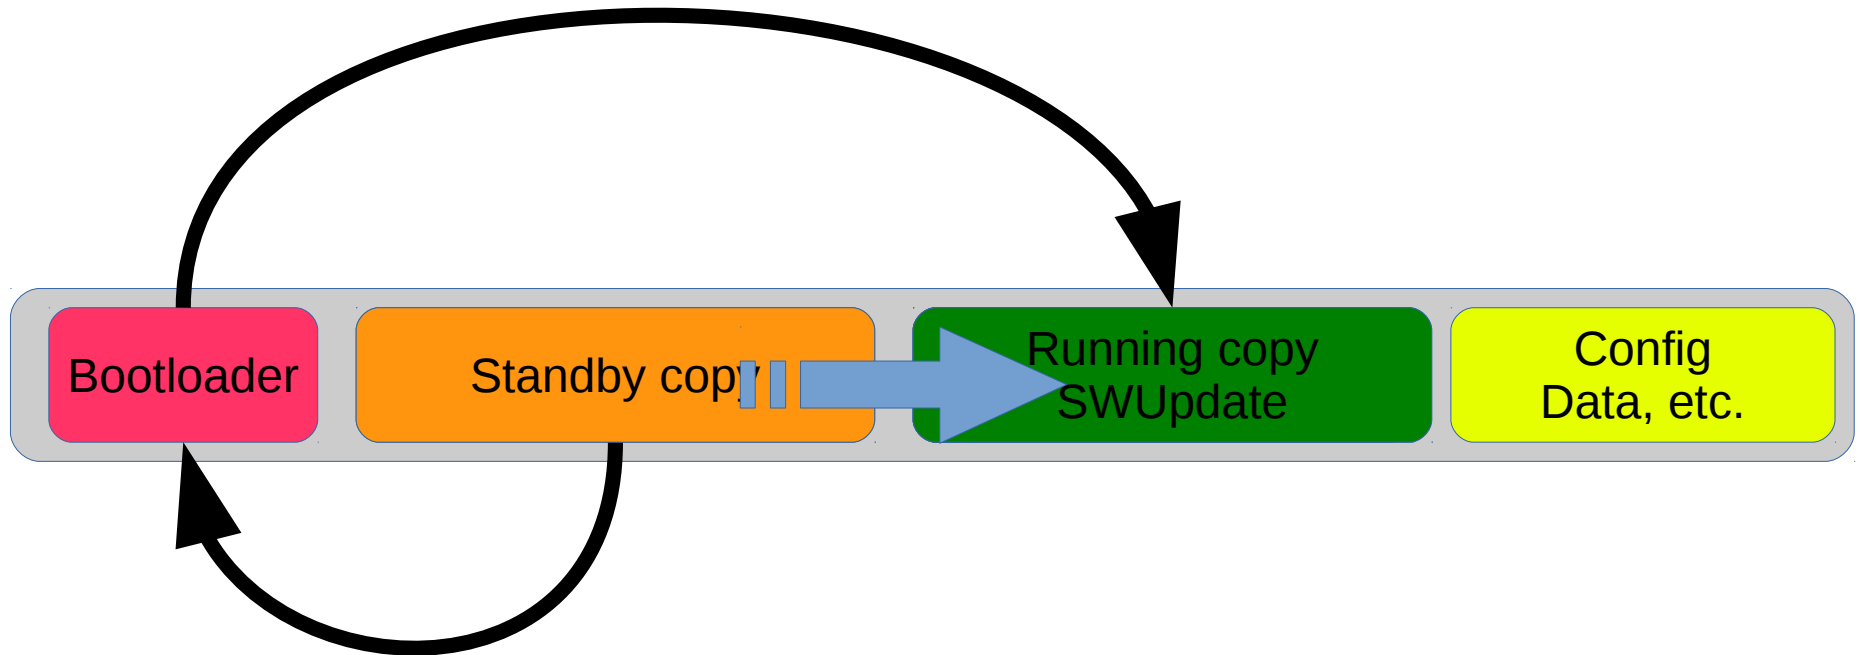 Bootloader
Standby copy
Running copy
SWUpdate
Config
Data, etc.